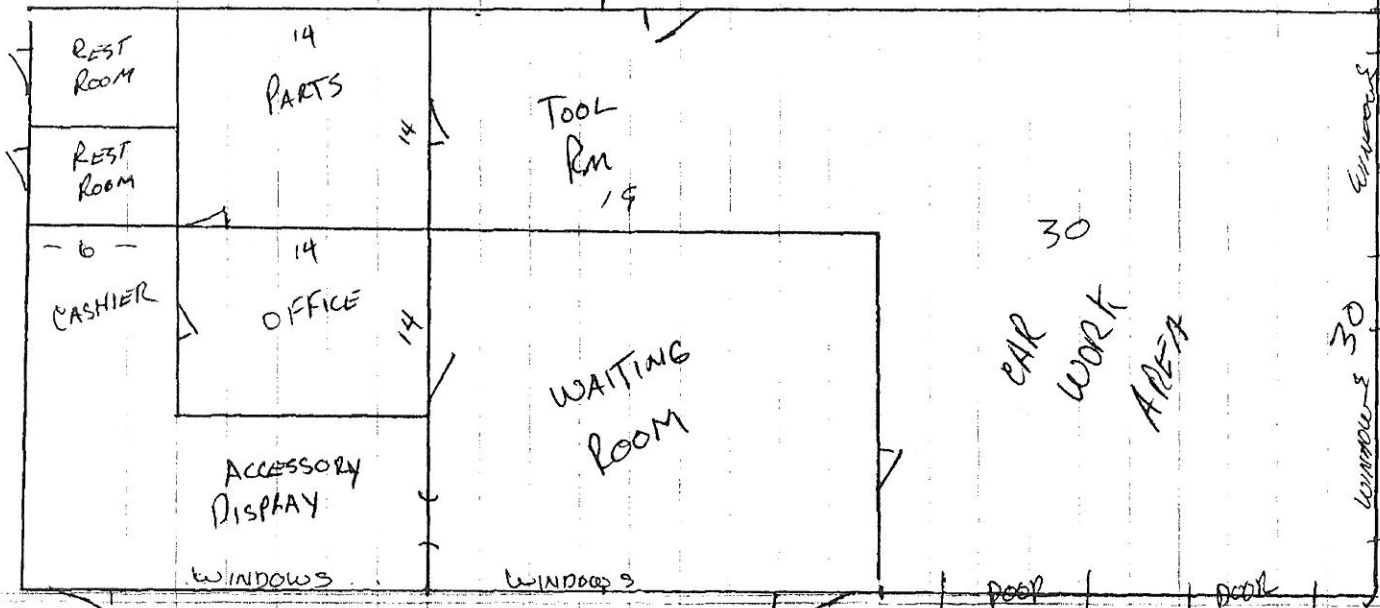 REST
ROOM
14
PARTS
14
TOOL
RM
REST
ROOM
- 6 -
CASHIER
14
OFFICE
14
WAITING
ROOM
30
CAR
WORK
AREA
WINDOWS
30
WINDOWS
ACCESSORY
DISPLAY
WINDOWS
WINDOWS
DOOR
DOOR